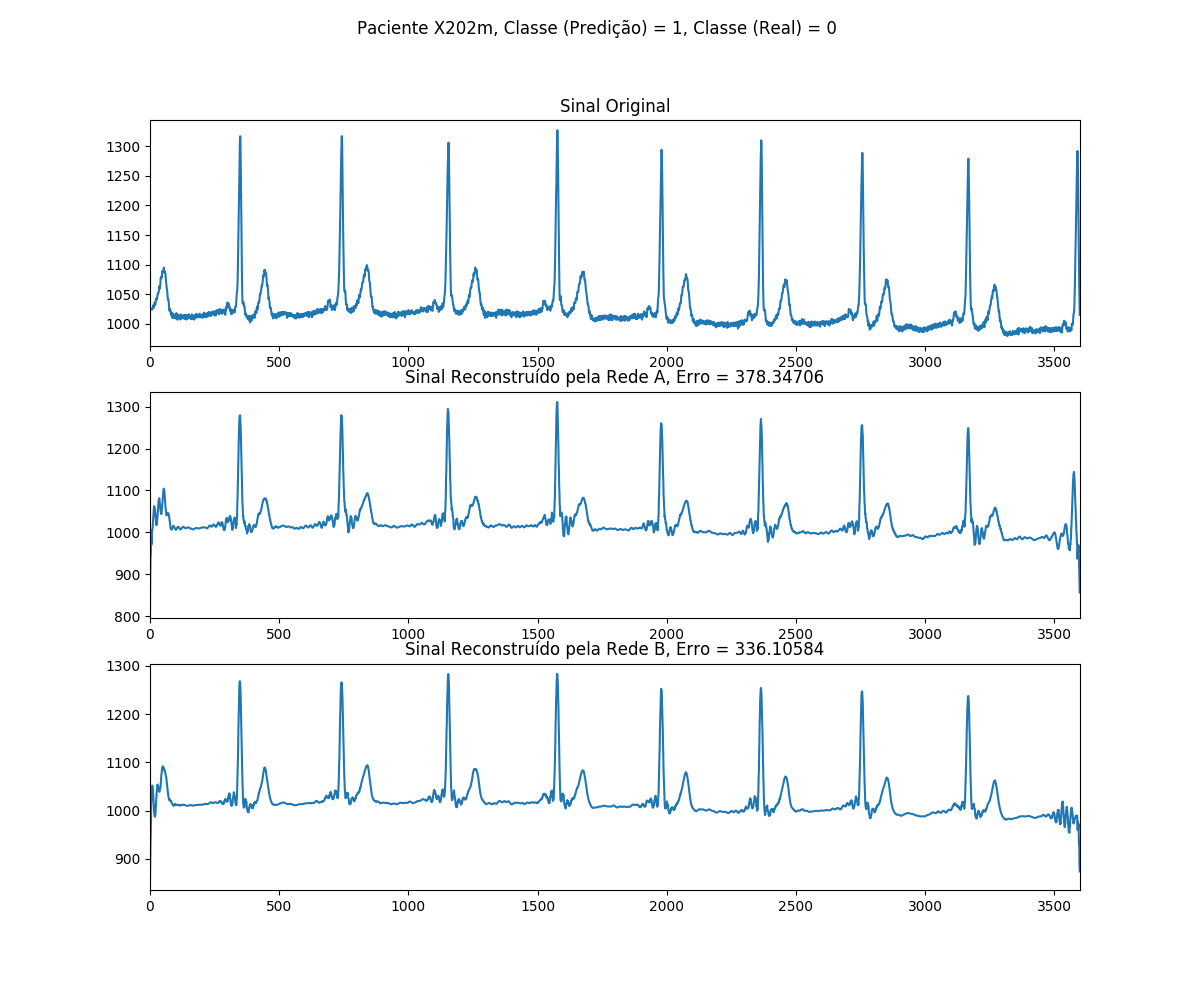 Paciente X202m, Classe (Predição) = 1, Classe (Real) = 0
Sinal Original
1300
1250
1200
1150
1100
1050
1000
0 500 1000 1500 2000 2500 3000 3500
Sinal Reconstruído pela Rede A, Erro = 378.34706
1300
1200
1100
1000
900
800
0 500 1000 1500 2000 2500 3000 3500
Sinal Reconstruído pela Rede B, Erro = 336.10584
1300
1200
1100
1000
900
0 500 1000 1500 2000 2500 3000 3500